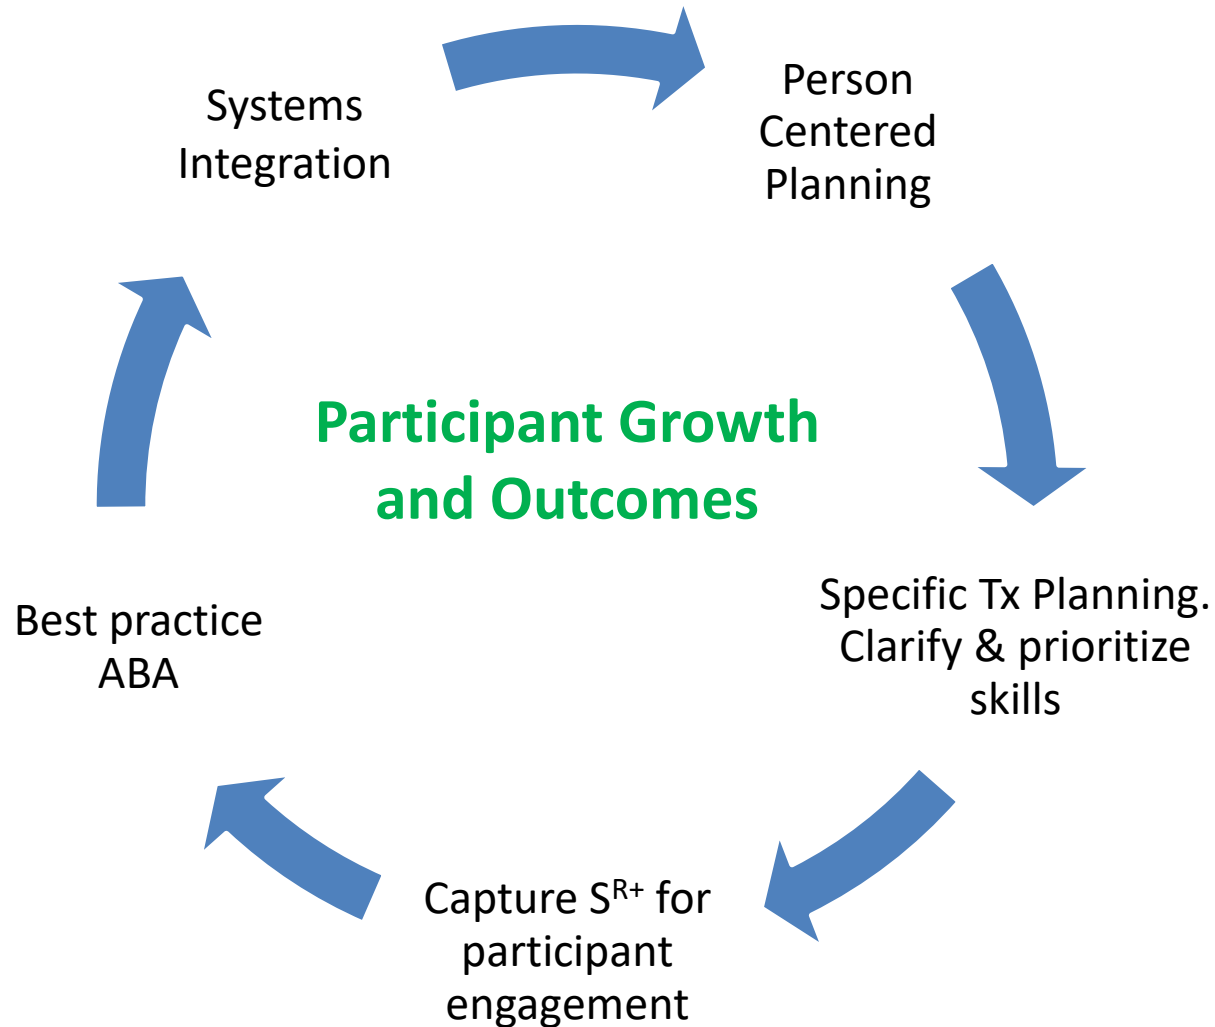 Systems
Integration
Person
Centered
Planning
Participant Growth
and Outcomes
Specific Tx Planning.
Clarify & prioritize
skills
Capture S^R+ for
participant
engagement
Best practice
ABA